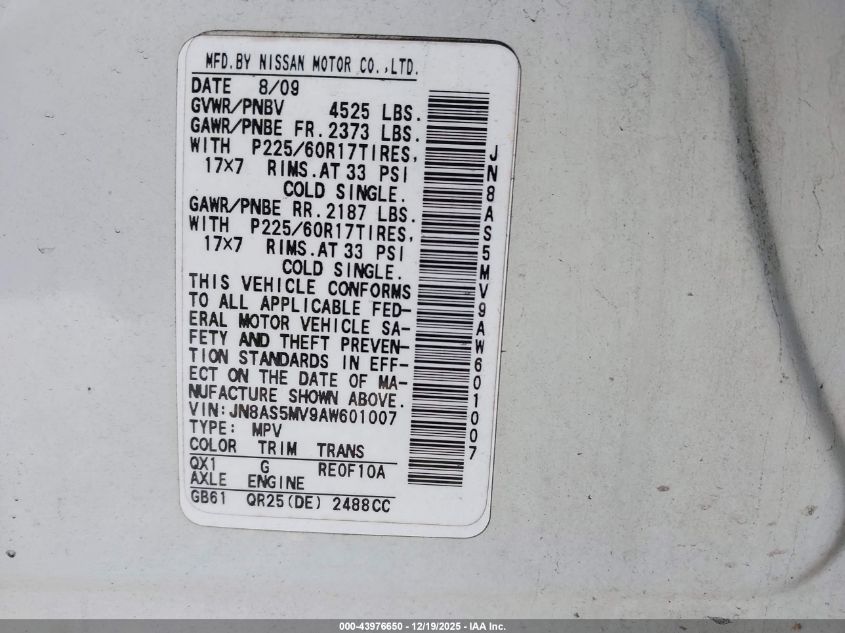 MFD.BY NISSAN MOTOR CO.,LTD.
DATE 8/09
GVWR/PNBV 4525 LBS.
GAWR/PNBE FR. 2373 LBS.
WITH P225/60R17TIRES,
17×7 RIMS.AT 33 PSI
COLD SINGLE.
GAWR/PNBE RR. 2187 LBS.
WITH P225/60R17TIRES,
17×7 RIMS.AT 33 PSI
COLD SINGLE.
THIS VEHICLE CONFORMS
TO ALL APPLICABLE FED-
ERAL MOTOR VEHICLE SA-
FETY AND THEFT PREVEN-
TION STANDARDS IN EFF-
ECT ON THE DATE OF MA-
NUFACTURE SHOWN ABOVE.
VIN:JN8AS5MV9AW601007
TYPE: MPV
COLOR TRIM TRANS
QX1 G RE0F10A
AXLE ENGINE
GB61 QR25(DE) 2488CC
JN8AS5MV9AW601007
000-43976650 - 12/19/2025 - IAA Inc.